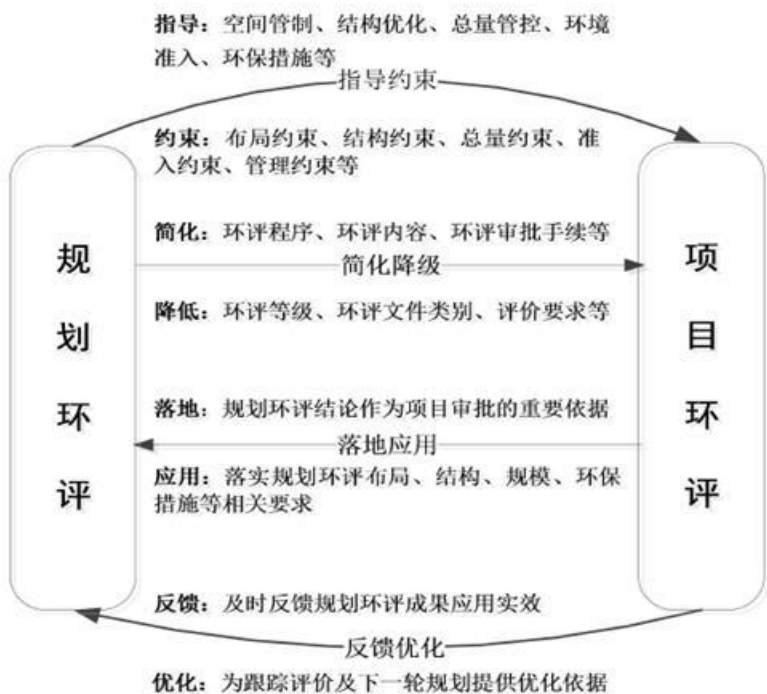 指导：空间管制、结构优化、总量管控、环境
准入、环保措施等
指导约束
约束：布局约束、结构约束、总量约束、准
入约束、管理约束等
规划环评
项目环评
简化：环评程序、环评内容、环评审批手续等
简化降级
降低：环评等级、环评文件类别、评价要求等
落地：规划环评结论作为项目审批的重要依据
落地应用
应用：落实规划环评布局、结构、规模、环保
措施等相关要求
反馈：及时反馈规划环评成果应用实效
反馈优化
优化：为跟踪评价及下一轮规划提供优化依据